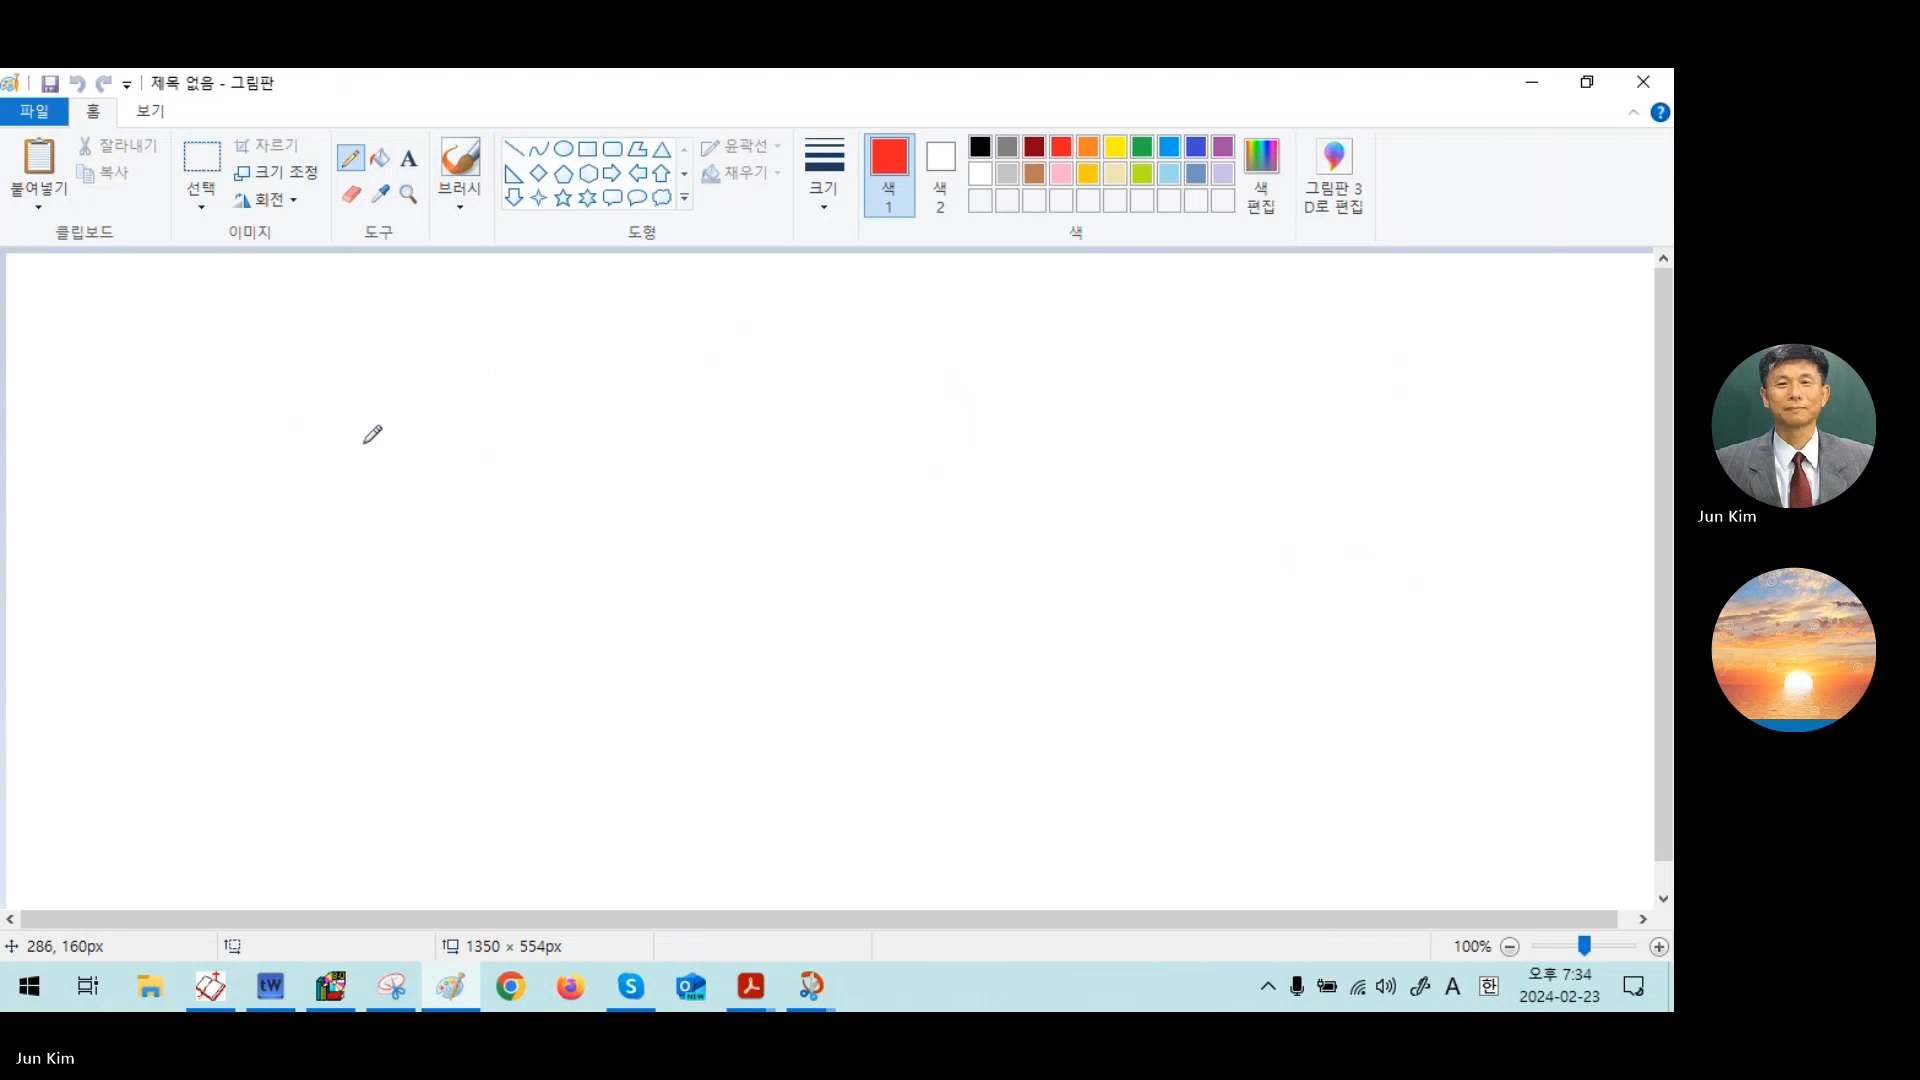 제목 없음 - 그림판
파일 홈 보기
붙여넣기
잘라내기
복사
클립보드
선택
자르기
크기 조정
회전
이미지
A
도구
브러시
윤곽선
채우기
도형
크기
색
1
색
2
색
편집
그림판 3
D로 편집
색
286, 160px
1350 × 554px
100%
tW
S
NEW
A
한
오후 7:34
2024-02-23
Jun Kim
Jun Kim